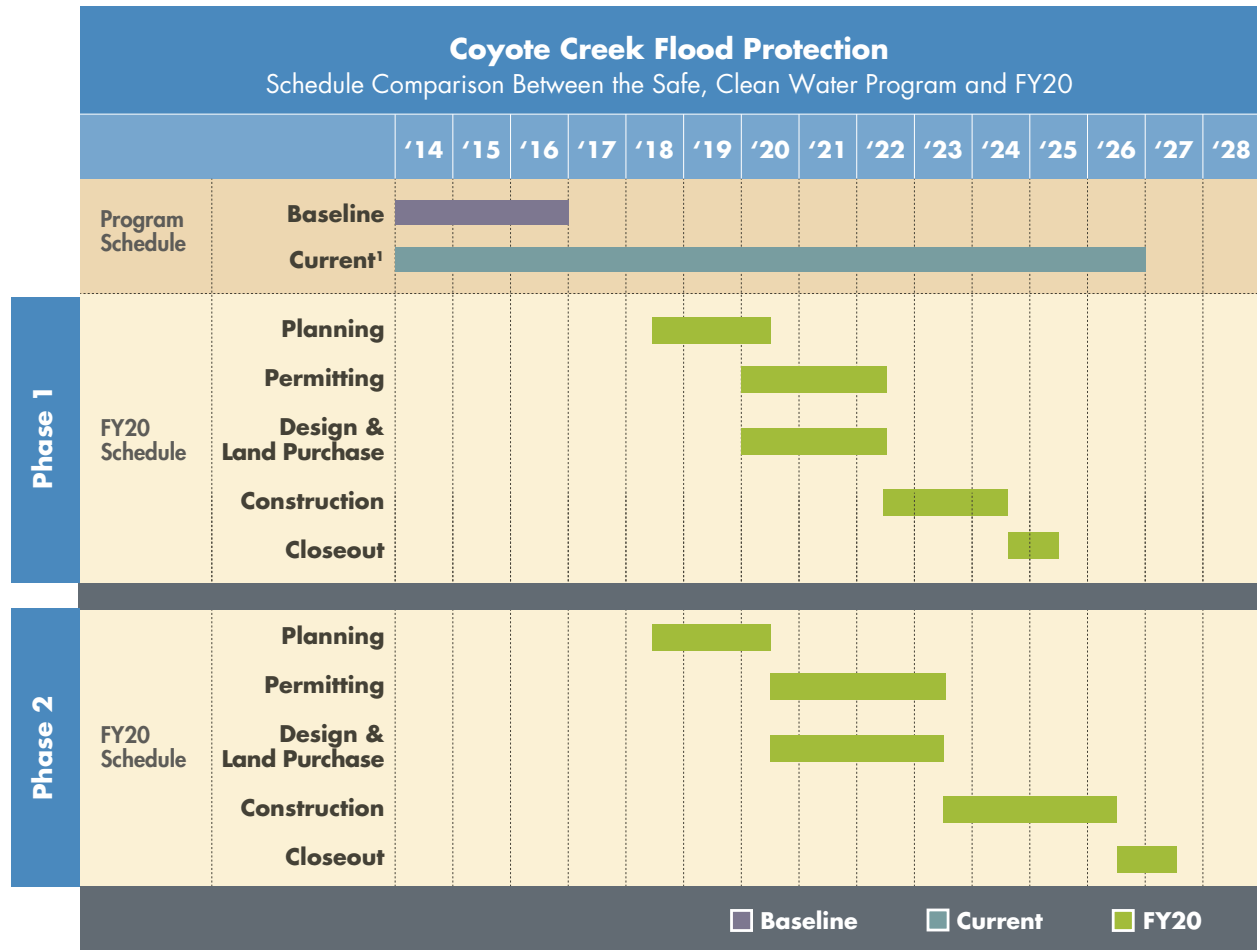 Coyote Creek Flood Protection
Schedule Comparison Between the Safe, Clean Water Program and FY20
‘14 ‘15 ‘16 ‘17 ‘18 ‘19 ‘20 ‘21 ‘22 ‘23 ‘24 ‘25 ‘26 ‘27 ‘28
Program
Schedule
Baseline
Current¹
Phase 1
FY20
Schedule
Planning
Permitting
Design &
Land Purchase
Construction
Closeout
Phase 2
FY20
Schedule
Planning
Permitting
Design &
Land Purchase
Construction
Closeout
Baseline Current FY20